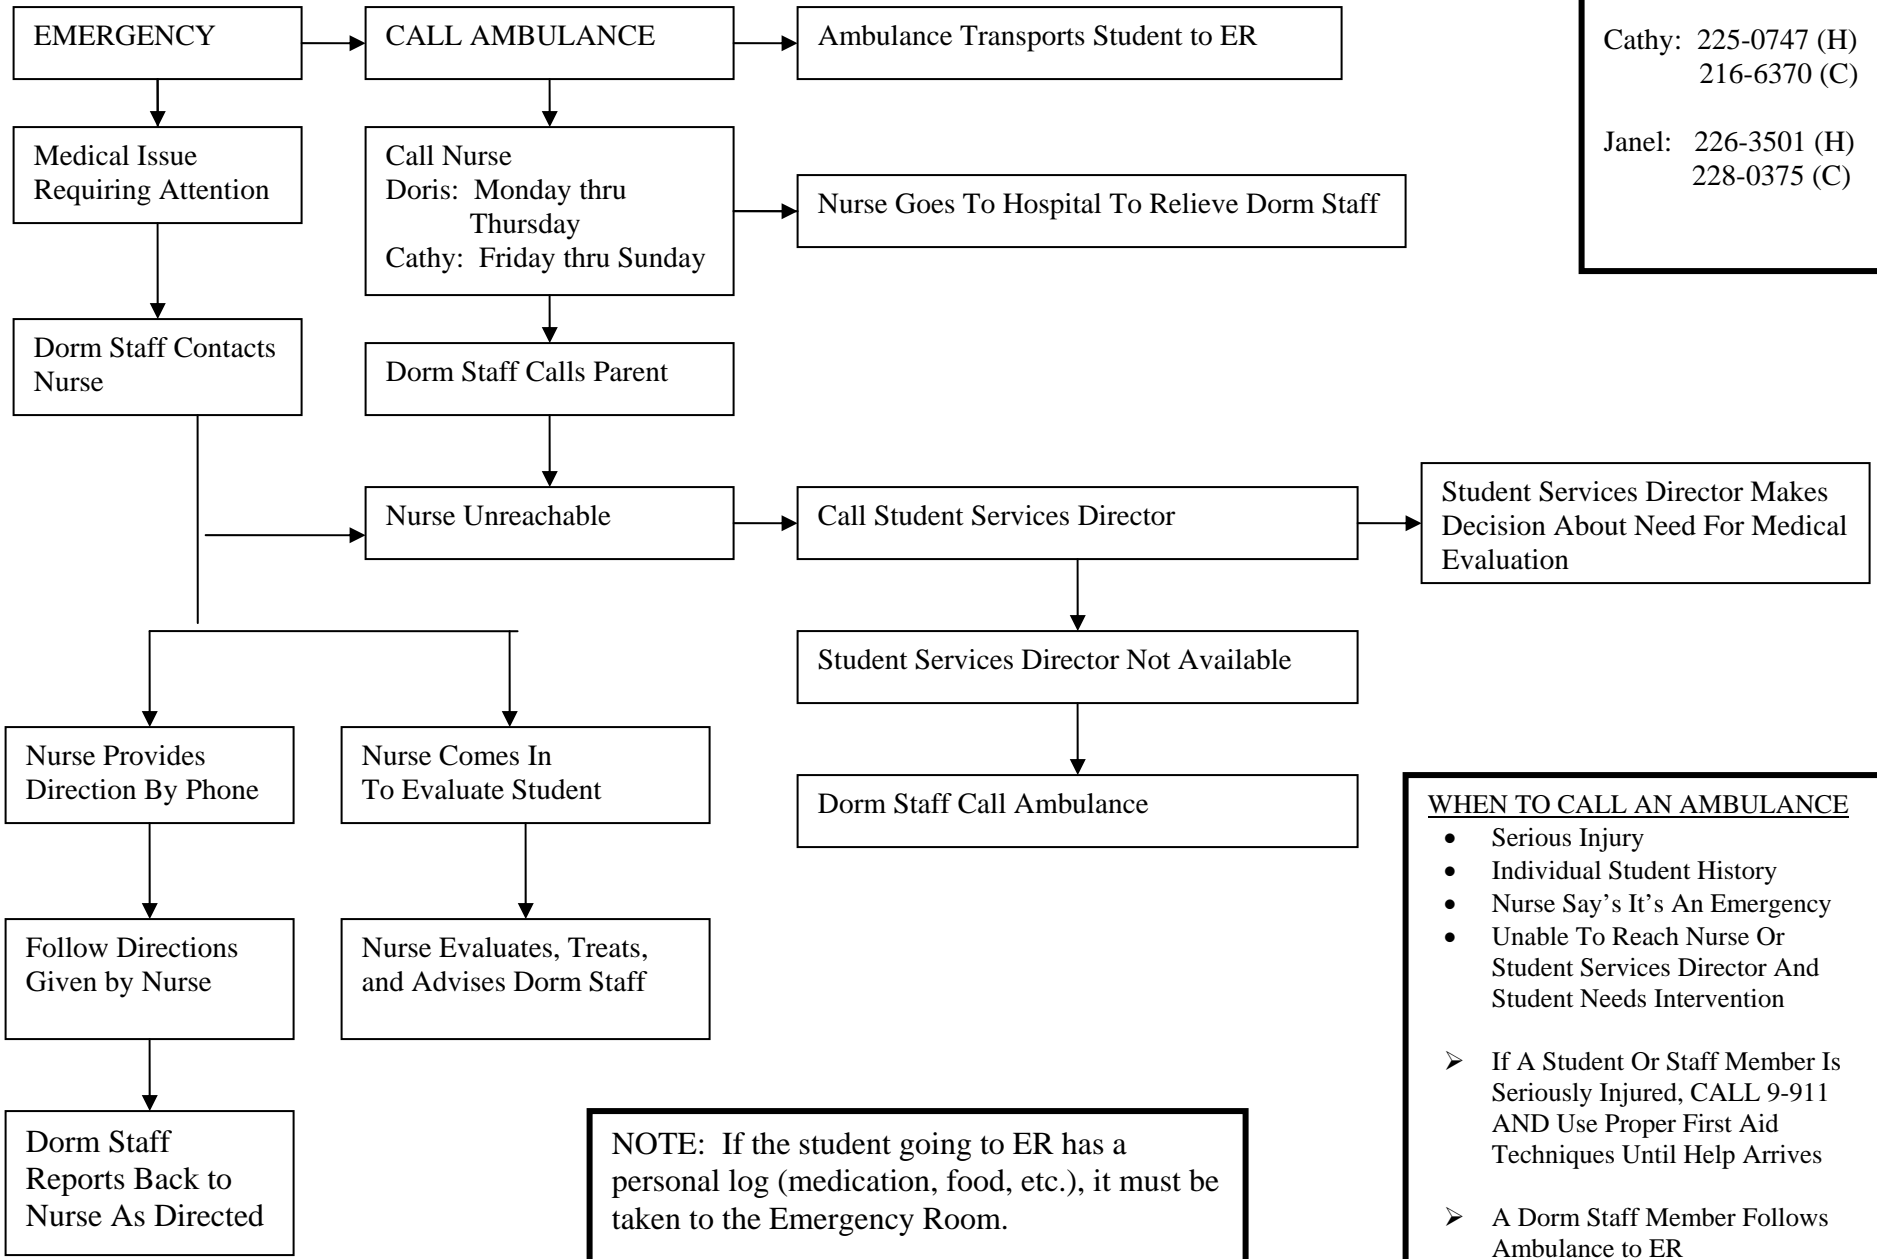 EMERGENCY
CALL AMBULANCE
Ambulance Transports Student to ER
Cathy: 225-0747 (H)
216-6370 (C)
Janel: 226-3501 (H)
228-0375 (C)
Medical Issue
Requiring Attention
Call Nurse
Doris: Monday thru
Thursday
Cathy: Friday thru Sunday
Nurse Goes To Hospital To Relieve Dorm Staff
Dorm Staff Contacts
Nurse
Dorm Staff Calls Parent
Nurse Unreachable
Call Student Services Director
Student Services Director Makes
Decision About Need For Medical
Evaluation
Student Services Director Not Available
Nurse Provides
Direction By Phone
Nurse Comes In
To Evaluate Student
Dorm Staff Call Ambulance
Follow Directions
Given by Nurse
Nurse Evaluates, Treats,
and Advises Dorm Staff
Dorm Staff
Reports Back to
Nurse As Directed
NOTE: If the student going to ER has a
personal log (medication, food, etc.), it must be
taken to the Emergency Room.
WHEN TO CALL AN AMBULANCE
• Serious Injury
• Individual Student History
• Nurse Say's It's An Emergency
• Unable To Reach Nurse Or
Student Services Director And
Student Needs Intervention
➢ If A Student Or Staff Member Is
Seriously Injured, CALL 9-911
AND Use Proper First Aid
Techniques Until Help Arrives
➢ A Dorm Staff Member Follows
Ambulance to ER